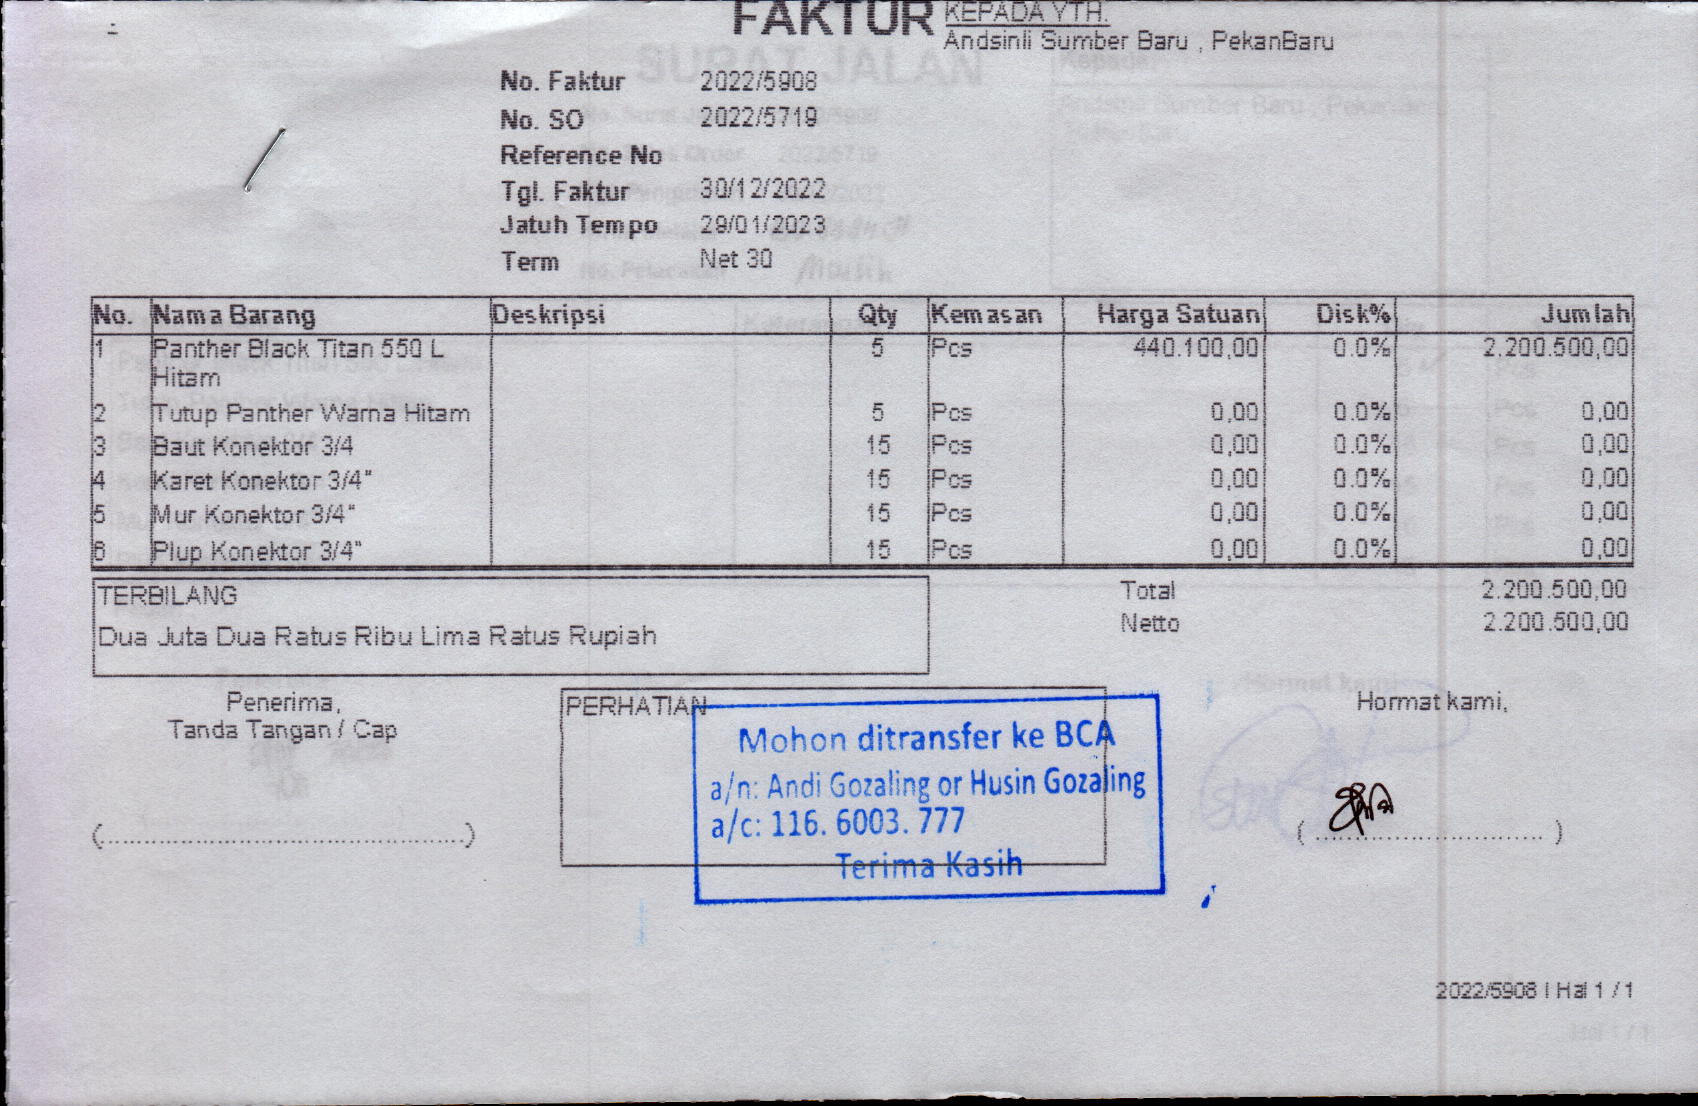 FAKTUR
KEPADA YTH.
Andsinli Sumber Baru , PekanBaru
No. Faktur 2022/5908
No. SO 2022/5719
Reference No
Tgl. Faktur 30/12/2022
Jatuh Tempo 29/01/2023
Term Net 30
No. Nama Barang Deskripsi Qty Kemasan Harga Satuan Disk% Jumlah
1 Panther Black Titan 550 L 5 Pcs 440.100,00 0.0% 2.200.500,00
Hitam
2 Tutup Panther Warna Hitam 5 Pcs 0,00 0.0% 0,00
3 Baut Konektor 3/4 15 Pcs 0,00 0.0% 0,00
4 Karet Konektor 3/4" 15 Pcs 0,00 0.0% 0,00
5 Mur Konektor 3/4" 15 Pcs 0,00 0.0% 0,00
6 Plup Konektor 3/4" 15 Pcs 0,00 0.0% 0,00
TERBILANG
Dua Juta Dua Ratus Ribu Lima Ratus Rupiah
Total 2.200.500,00
Netto 2.200.500,00
Penerima,
Tanda Tangan / Cap
(..........................................................)
PERHATIAN
Mohon ditransfer ke BCA
a/n: Andi Gozaling or Husin Gozaling
a/c: 116. 6003. 777
Terima Kasih
Hormat kami,
( .................................... )
2022/5908 | Hal 1 / 1
SURAT JALAN
Hal 1 / 1